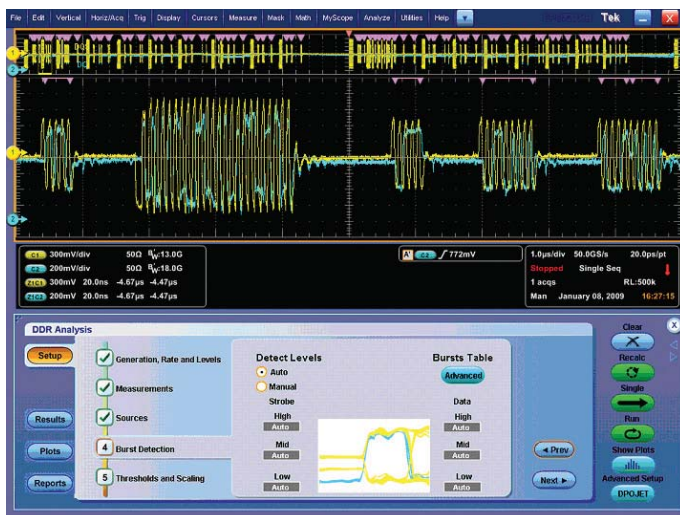 File Edit Vertical Horiz/Acq Trig Display Cursors Measure Mask Math MyScope Analyze Utilities Help Tek
C1 300mV/div 50Ω BW:13.0G
C2 200mV/div 50Ω BW:18.0G
Z1C1 300mV 20.0ns -4.67µs -4.47µs
Z1C2 200mV 20.0ns -4.67µs -4.47µs
A' C3 772mV
1.0µs/div 50.0GS/s 20.0ps/pt
Stopped Single Seq
1 acqs RL:500k
Man January 08, 2009 16:27:15
DDR Analysis
Setup
Results
Plots
Reports
Generation, Rate and Levels
Measurements
Sources
4 Burst Detection
5 Thresholds and Scaling
Detect Levels
Auto
Manual
Strobe
High
Auto
Mid
Auto
Low
Auto
Bursts Table
Advanced
Data
High
Auto
Mid
Auto
Low
Auto
Prev
Next
Clear
Recalc
Single
Run
Show Plots
Advanced Setup
DPOJET